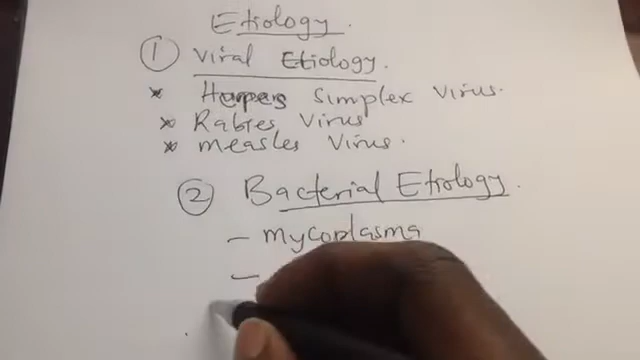 Etiology.
① Viral Etiology.
* Herpes Simplex Virus.
* Rabies Virus
* measles Virus.
② Bacterial Etiology.
- mycoplasma
-